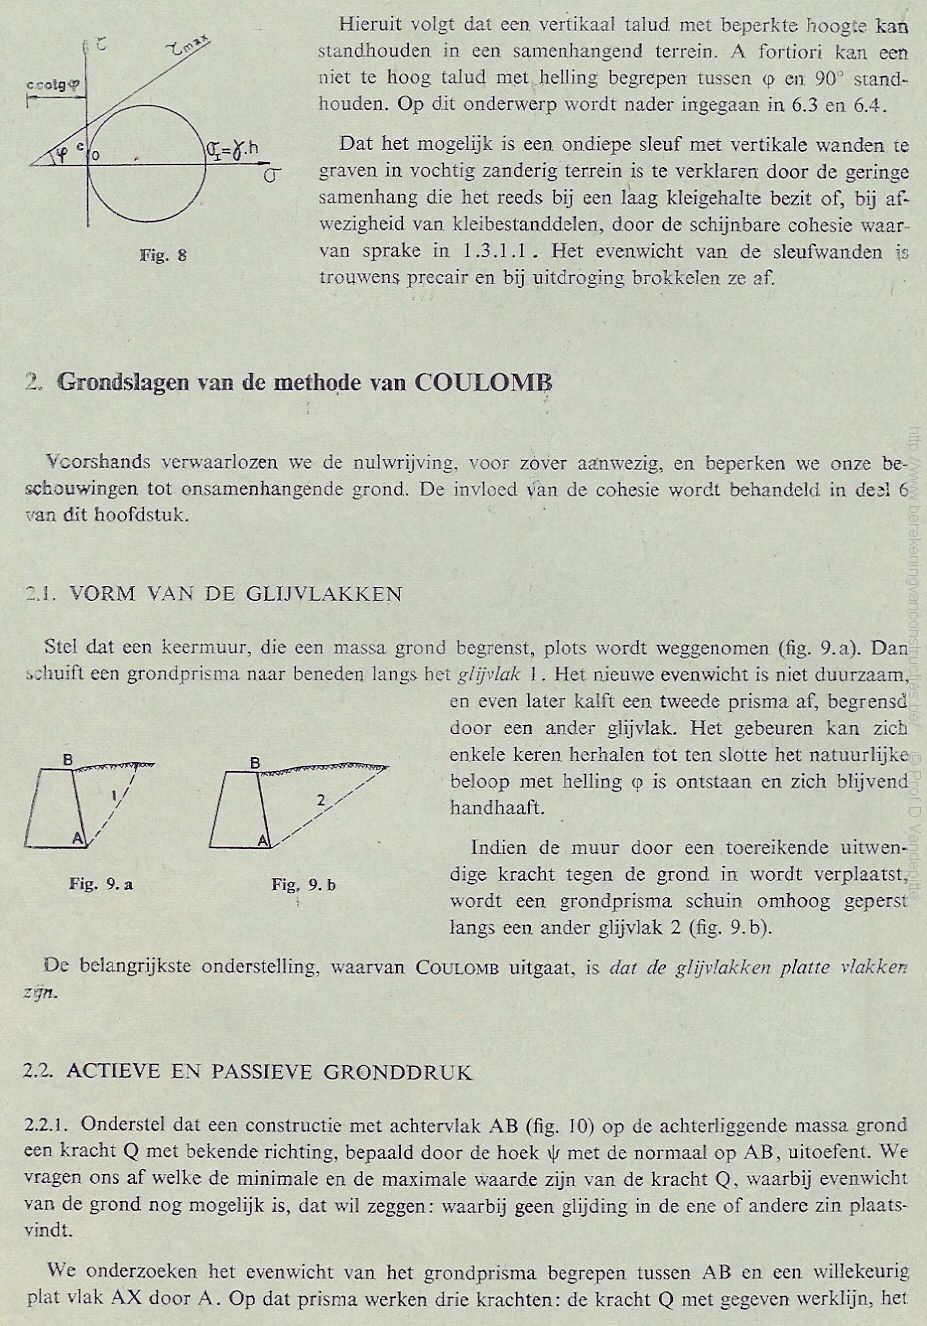 Hieruit volgt dat een vertikaal talud met beperkte hoogte kan
standhouden in een samenhangend terrein. A fortiori kan een
niet te hoog talud met helling begrepen tussen φ en 90° stand-
houden. Op dit onderwerp wordt nader ingegaan in 6.3 en 6.4.
Dat het mogelijk is een ondiepe sleuf met vertikale wanden te
graven in vochtig zanderig terrein is te verklaren door de geringe
samenhang die het reeds bij een laag kleigehalte bezit of, bij af-
wezigheid van kleibestanddelen, door de schijnbare cohesie waar-
van sprake in 1.3.1.1. Het evenwicht van de sleufwanden is
trouwens precair en bij uitdroging brokkelen ze af.
τ
τmax
c cotg φ
φ
c
O
σI = γ.h
σ
Fig. 8
2. Grondslagen van de methode van COULOMB
Voorshands verwaarlozen we de nulwrijving, voor zover aanwezig, en beperken we onze be-
schouwingen tot onsamenhangende grond. De invloed van de cohesie wordt behandeld in deel 6
van dit hoofdstuk.
2.1. VORM VAN DE GLIJVLAKKEN
Stel dat een keermuur, die een massa grond begrenst, plots wordt weggenomen (fig. 9.a). Dan
schuift een grondprisma naar beneden langs het glijvlak 1. Het nieuwe evenwicht is niet duurzaam,
en even later kalft een tweede prisma af, begrensd
door een ander glijvlak. Het gebeuren kan zich
enkele keren herhalen tot ten slotte het natuurlijke
beloop met helling φ is ontstaan en zich blijvend
handhaaft.
B
1
A
Fig. 9. a
B
2
A
Fig. 9. b
Indien de muur door een toereikende uitwen-
dige kracht tegen de grond in wordt verplaatst,
wordt een grondprisma schuin omhoog geperst
langs een ander glijvlak 2 (fig. 9.b).
De belangrijkste onderstelling, waarvan COULOMB uitgaat, is dat de glijvlakken platte vlakken
zijn.
2.2. ACTIEVE EN PASSIEVE GRONDDRUK
2.2.1. Onderstel dat een constructie met achtervlak AB (fig. 10) op de achterliggende massa grond
een kracht Q met bekende richting, bepaald door de hoek ψ met de normaal op AB, uitoefent. We
vragen ons af welke de minimale en de maximale waarde zijn van de kracht Q, waarbij evenwicht
van de grond nog mogelijk is, dat wil zeggen: waarbij geen glijding in de ene of andere zin plaats-
vindt.
We onderzoeken het evenwicht van het grondprisma begrepen tussen AB en een willekeurig
plat vlak AX door A. Op dat prisma werken drie krachten: de kracht Q met gegeven werklijn, het
http://www.berekeningvanconstructies.be/ © Prof D Vandepitte